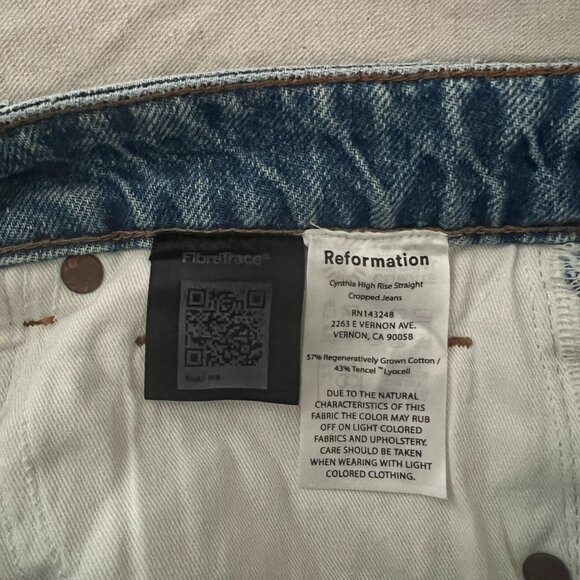 FibreTrace®
Scan me.
Reformation
Cynthia High Rise Straight
Cropped Jeans
RN143248
2263 E VERNON AVE.
VERNON, CA 90058
57% Regeneratively Grown Cotton /
43% Tencel™ Lyocell
DUE TO THE NATURAL
CHARACTERISTICS OF THIS
FABRIC THE COLOR MAY RUB
OFF ON LIGHT COLORED
FABRICS AND UPHOLSTERY.
CARE SHOULD BE TAKEN
WHEN WEARING WITH LIGHT
COLORED CLOTHING.